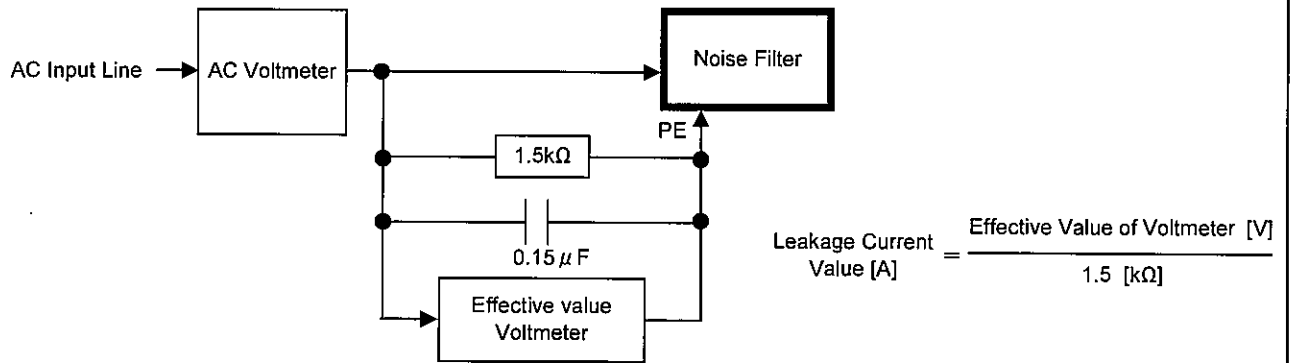 AC Input Line
AC Voltmeter
Noise Filter
PE
1.5kΩ
0.15μF
Effective value
Voltmeter
Leakage Current
Value [A]
=
Effective Value of Voltmeter [V]
1.5 [kΩ]